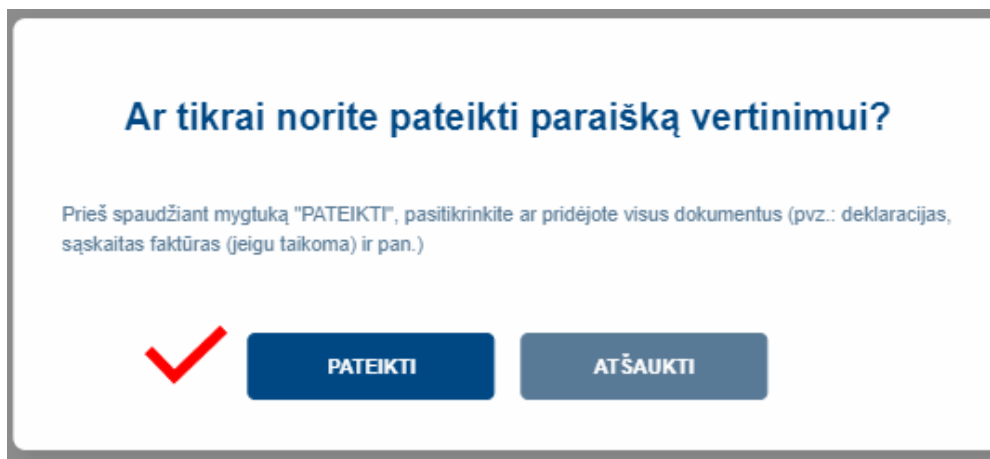 Ar tikrai norite pateikti paraišką vertinimui?
Prieš spaudžiant mygtuką "PATEIKTI", pasitikrinkite ar pridėjote visus dokumentus (pvz.: deklaracijas,
sąskaitas faktūras (jeigu taikoma) ir pan.)
PATEIKTI
ATŠAUKTI